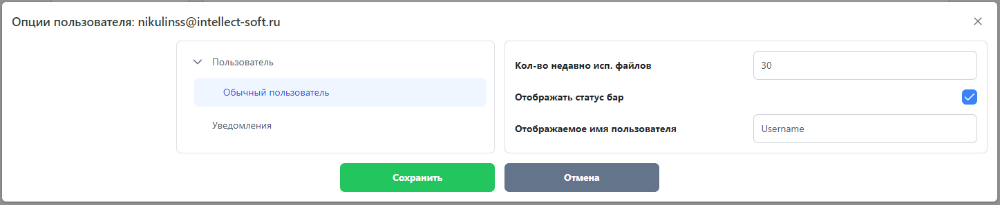 Опции пользователя: nikulinss@intellect-soft.ru
Пользователь
Обычный пользователь
Уведомления
Кол-во недавно исп. файлов
30
Отображать статус бар
Отображаемое имя пользователя
Username
Сохранить
Отмена